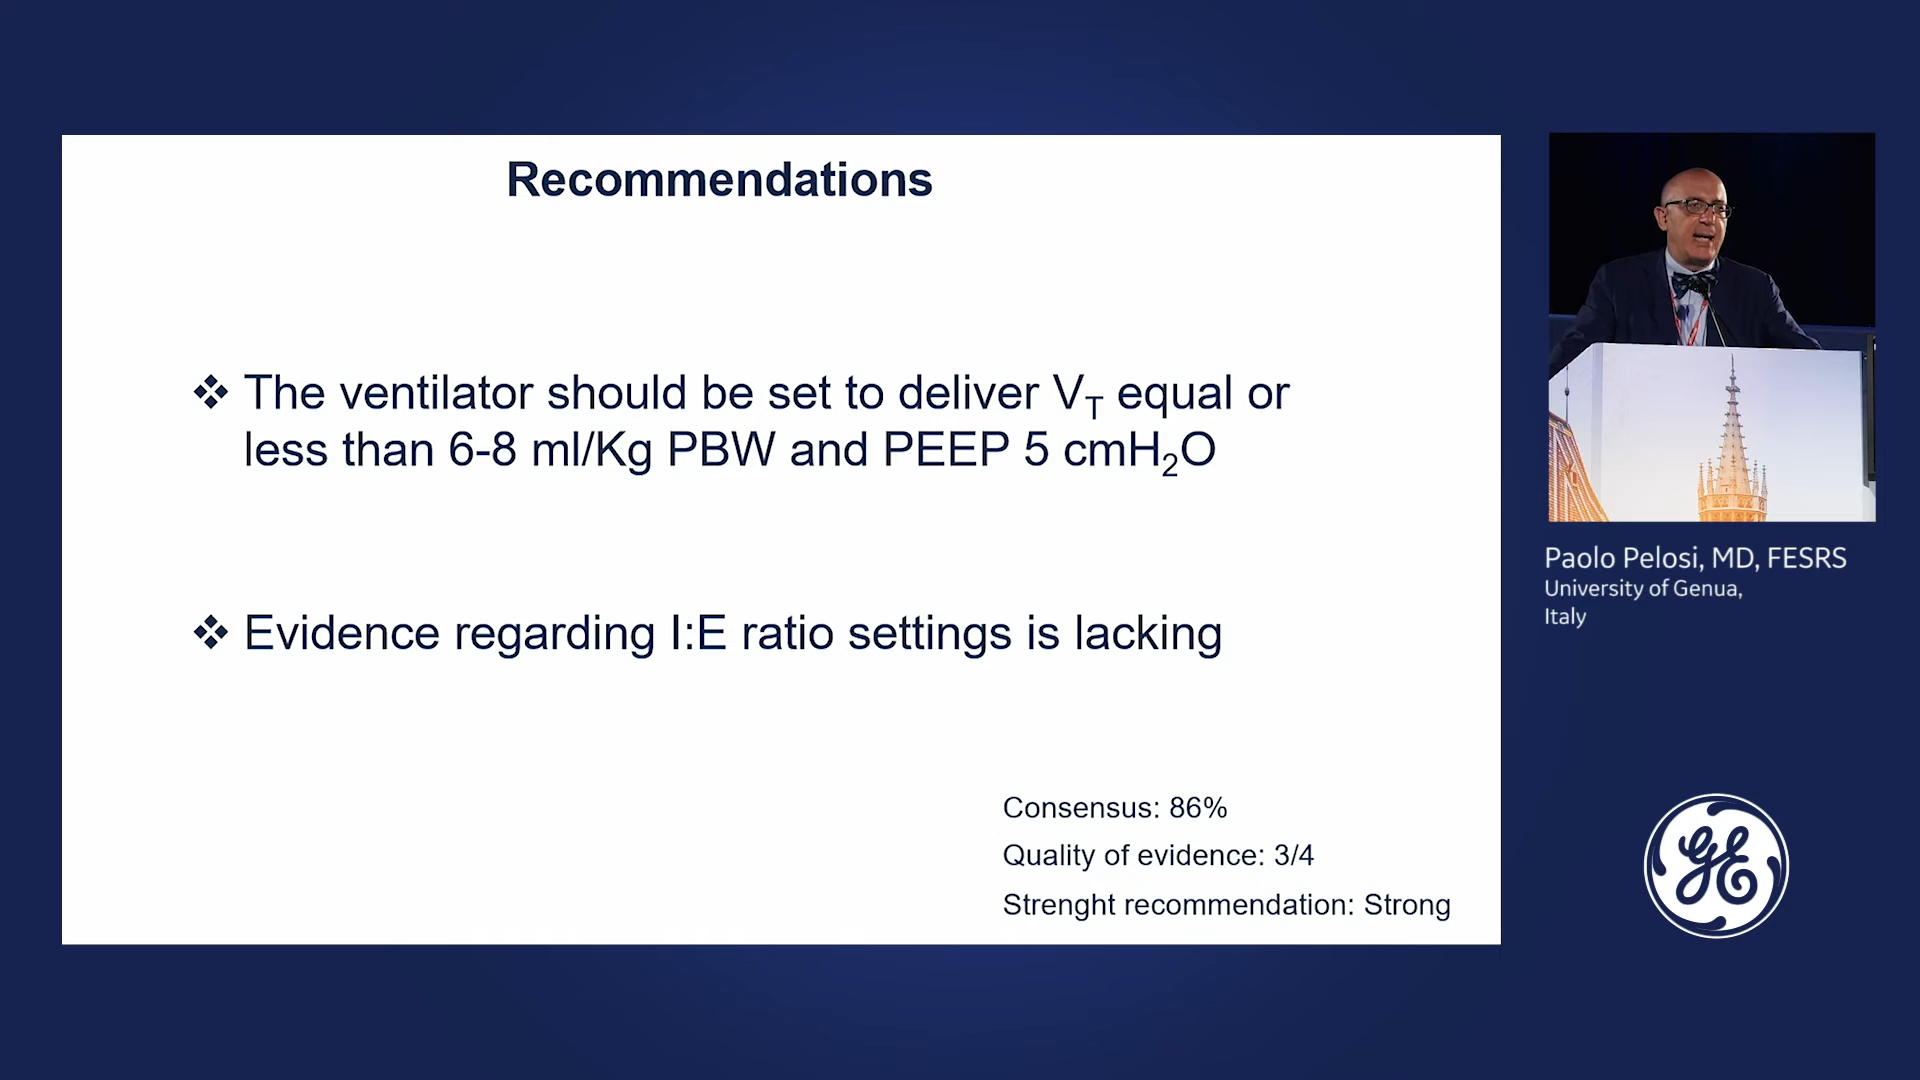 Recommendations
❖ The ventilator should be set to deliver V_T equal or
less than 6-8 ml/Kg PBW and PEEP 5 cmH₂O
❖ Evidence regarding I:E ratio settings is lacking
Consensus: 86%
Quality of evidence: 3/4
Strenght recommendation: Strong
Paolo Pelosi, MD, FESRS
University of Genua,
Italy
GE